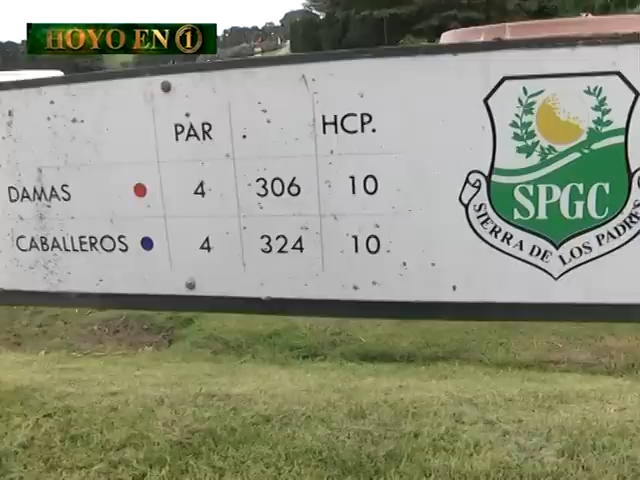 HOYO EN 1
PAR . HCP.
DAMAS 4 306 10
CABALLEROS 4 324 10
SPGC
SIERRA DE LOS PADRES